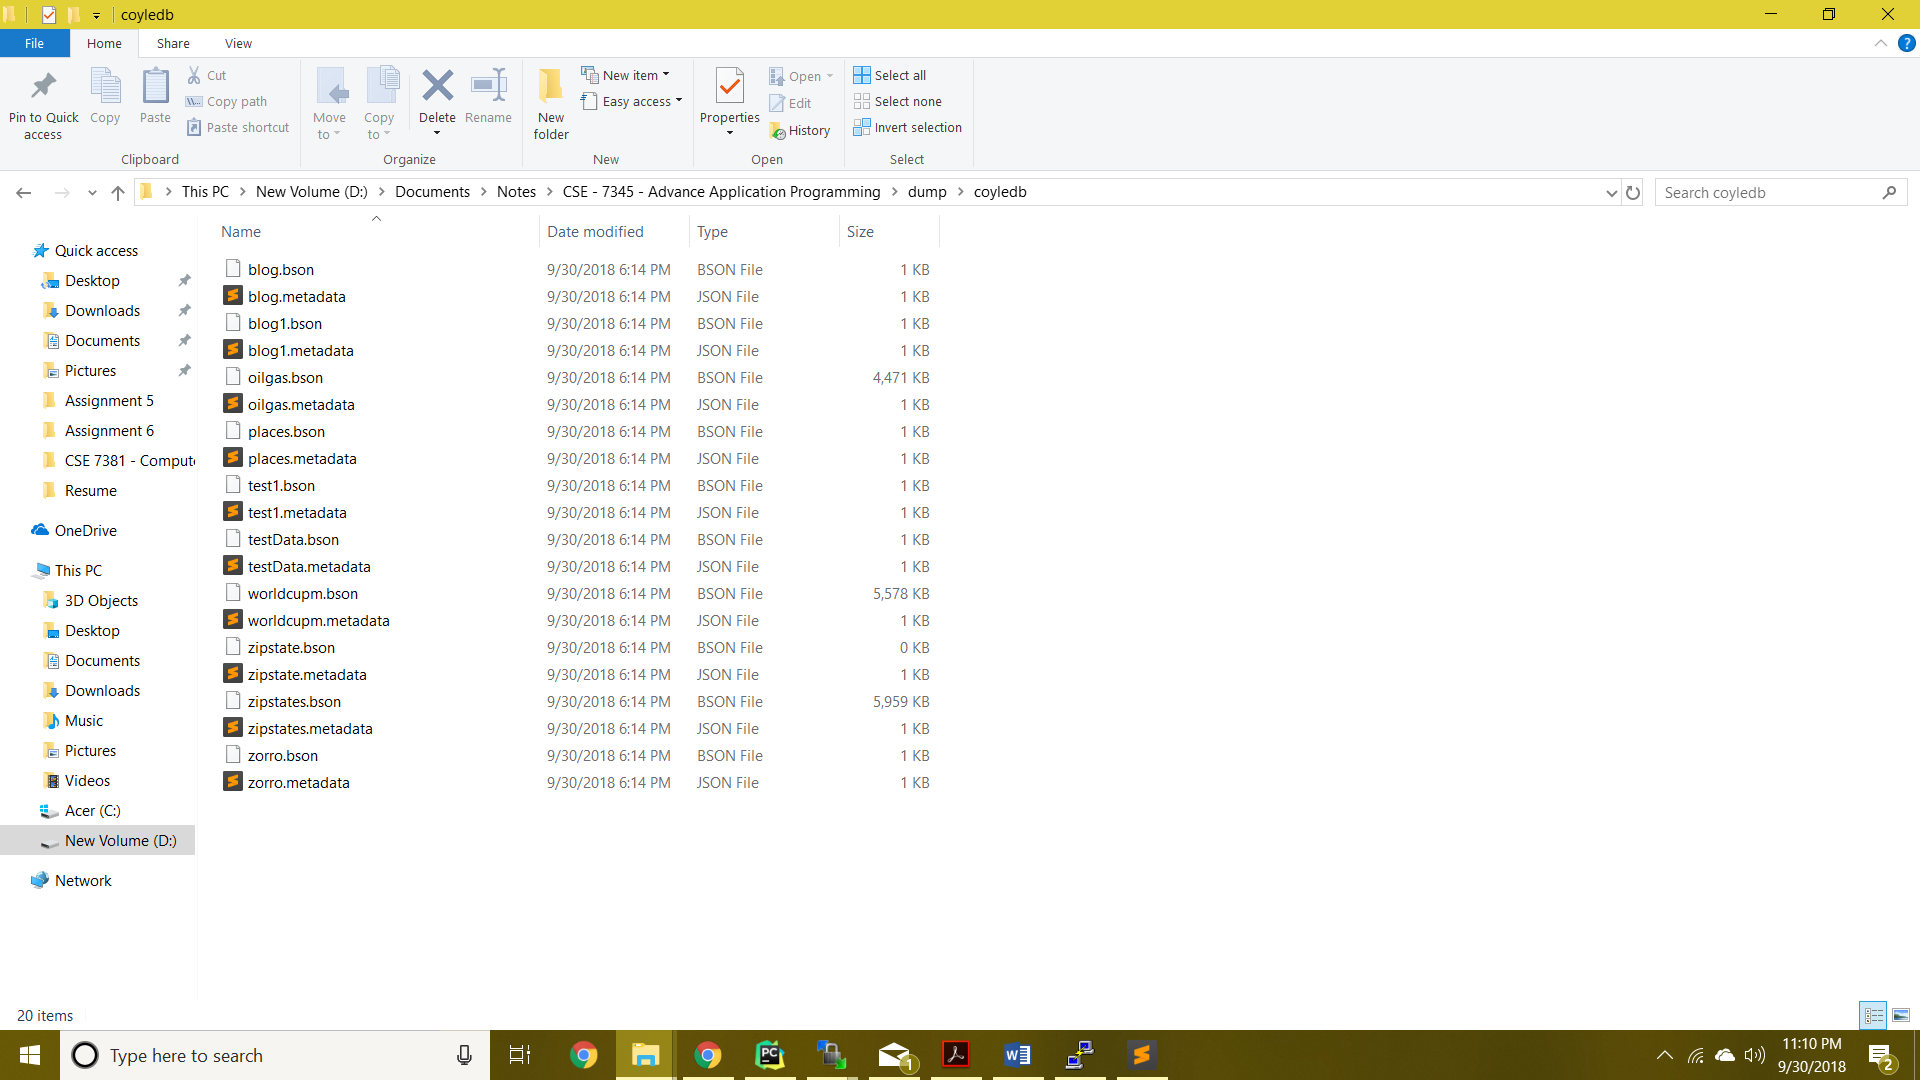 coyledb
File Home Share View
Pin to Quick access
Copy
Paste
Cut
Copy path
Paste shortcut
Clipboard
Move to
Copy to
Delete
Rename
Organize
New folder
New item
Easy access
New
Properties
Open
Edit
History
Open
Select all
Select none
Invert selection
Select
This PC New Volume (D:) Documents Notes CSE - 7345 - Advance Application Programming dump coyledb
Search coyledb
Quick access
Desktop
Downloads
Documents
Pictures
Assignment 5
Assignment 6
CSE 7381 - Comput
Resume
OneDrive
This PC
3D Objects
Desktop
Documents
Downloads
Music
Pictures
Videos
Acer (C:)
New Volume (D:)
Network
Name Date modified Type Size
blog.bson 9/30/2018 6:14 PM BSON File 1 KB
blog.metadata 9/30/2018 6:14 PM JSON File 1 KB
blog1.bson 9/30/2018 6:14 PM BSON File 1 KB
blog1.metadata 9/30/2018 6:14 PM JSON File 1 KB
oilgas.bson 9/30/2018 6:14 PM BSON File 4,471 KB
oilgas.metadata 9/30/2018 6:14 PM JSON File 1 KB
places.bson 9/30/2018 6:14 PM BSON File 1 KB
places.metadata 9/30/2018 6:14 PM JSON File 1 KB
test1.bson 9/30/2018 6:14 PM BSON File 1 KB
test1.metadata 9/30/2018 6:14 PM JSON File 1 KB
testData.bson 9/30/2018 6:14 PM BSON File 1 KB
testData.metadata 9/30/2018 6:14 PM JSON File 1 KB
worldcupm.bson 9/30/2018 6:14 PM BSON File 5,578 KB
worldcupm.metadata 9/30/2018 6:14 PM JSON File 1 KB
zipstate.bson 9/30/2018 6:14 PM BSON File 0 KB
zipstate.metadata 9/30/2018 6:14 PM JSON File 1 KB
zipstates.bson 9/30/2018 6:14 PM BSON File 5,959 KB
zipstates.metadata 9/30/2018 6:14 PM JSON File 1 KB
zorro.bson 9/30/2018 6:14 PM BSON File 1 KB
zorro.metadata 9/30/2018 6:14 PM JSON File 1 KB
20 items
Type here to search
PC
1
W
11:10 PM
9/30/2018
2